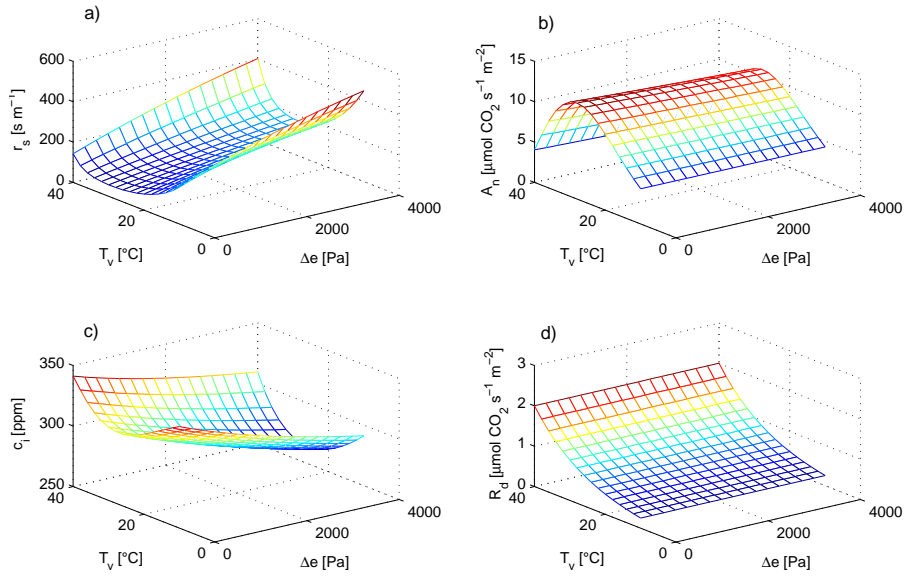 a)
600
400
200
0
r_s [s m⁻¹]
40
20
0
T_v [°C]
0
2000
4000
Δe [Pa]
b)
15
10
5
0
A_n [µmol CO₂ s⁻¹ m⁻²]
40
20
0
T_v [°C]
0
2000
4000
Δe [Pa]
c)
350
300
250
c_i [ppm]
40
20
0
T_v [°C]
0
2000
4000
Δe [Pa]
d)
3
2
1
0
R_d [µmol CO₂ s⁻¹ m⁻²]
40
20
0
T_v [°C]
0
2000
4000
Δe [Pa]